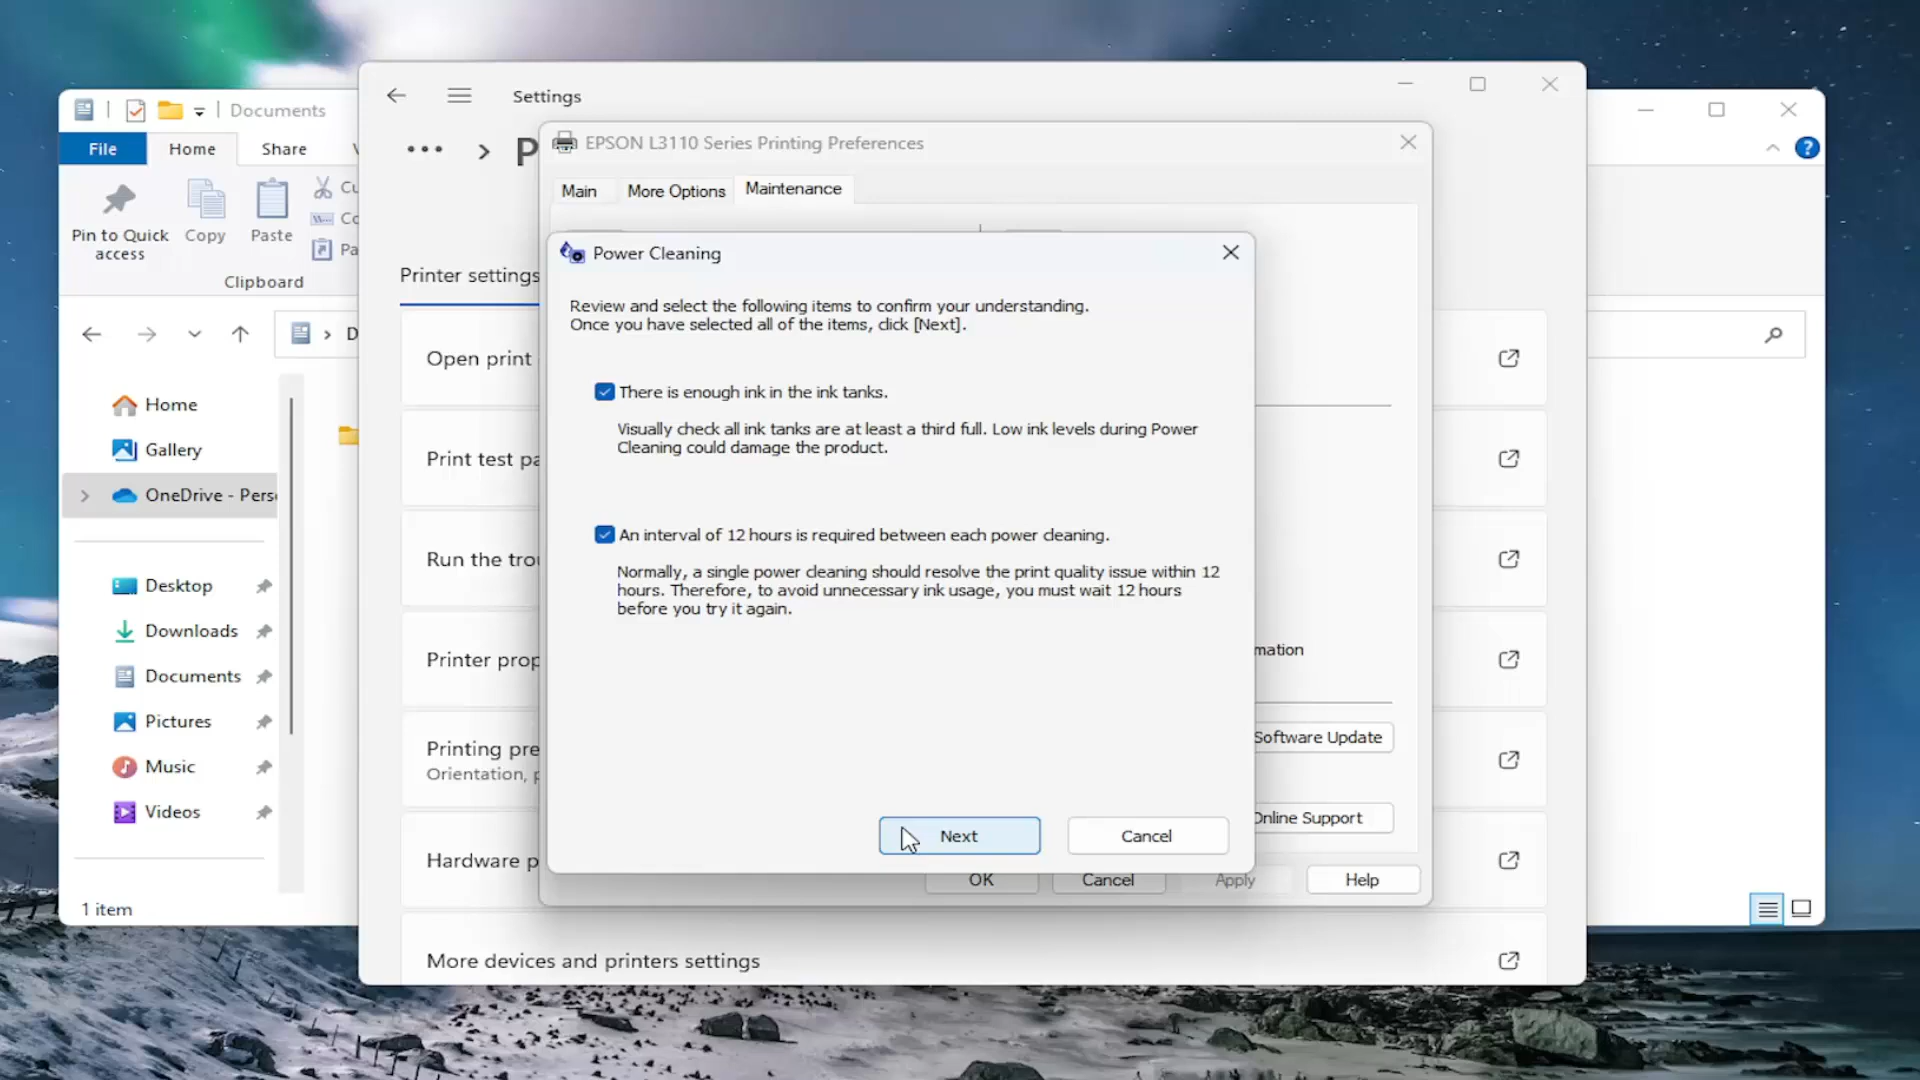 Documents
File
Home
Share
Pin to Quick
access
Copy
Paste
Clipboard
Home
Gallery
OneDrive - Pers
Desktop
Downloads
Documents
Pictures
Music
Videos
1 item
Settings
Printer settings
Open print
Print test pa
Run the tro
Printer prop
Printing pre
Orientation, p
Hardware p
More devices and printers settings
EPSON L3110 Series Printing Preferences
Main
More Options
Maintenance
Power Cleaning
Review and select the following items to confirm your understanding.
Once you have selected all of the items, click [Next].
There is enough ink in the ink tanks.
Visually check all ink tanks are at least a third full. Low ink levels during Power
Cleaning could damage the product.
An interval of 12 hours is required between each power cleaning.
Normally, a single power cleaning should resolve the print quality issue within 12
hours. Therefore, to avoid unnecessary ink usage, you must wait 12 hours
before you try it again.
Next
Cancel
mation
Software Update
Online Support
OK
Cancel
Apply
Help